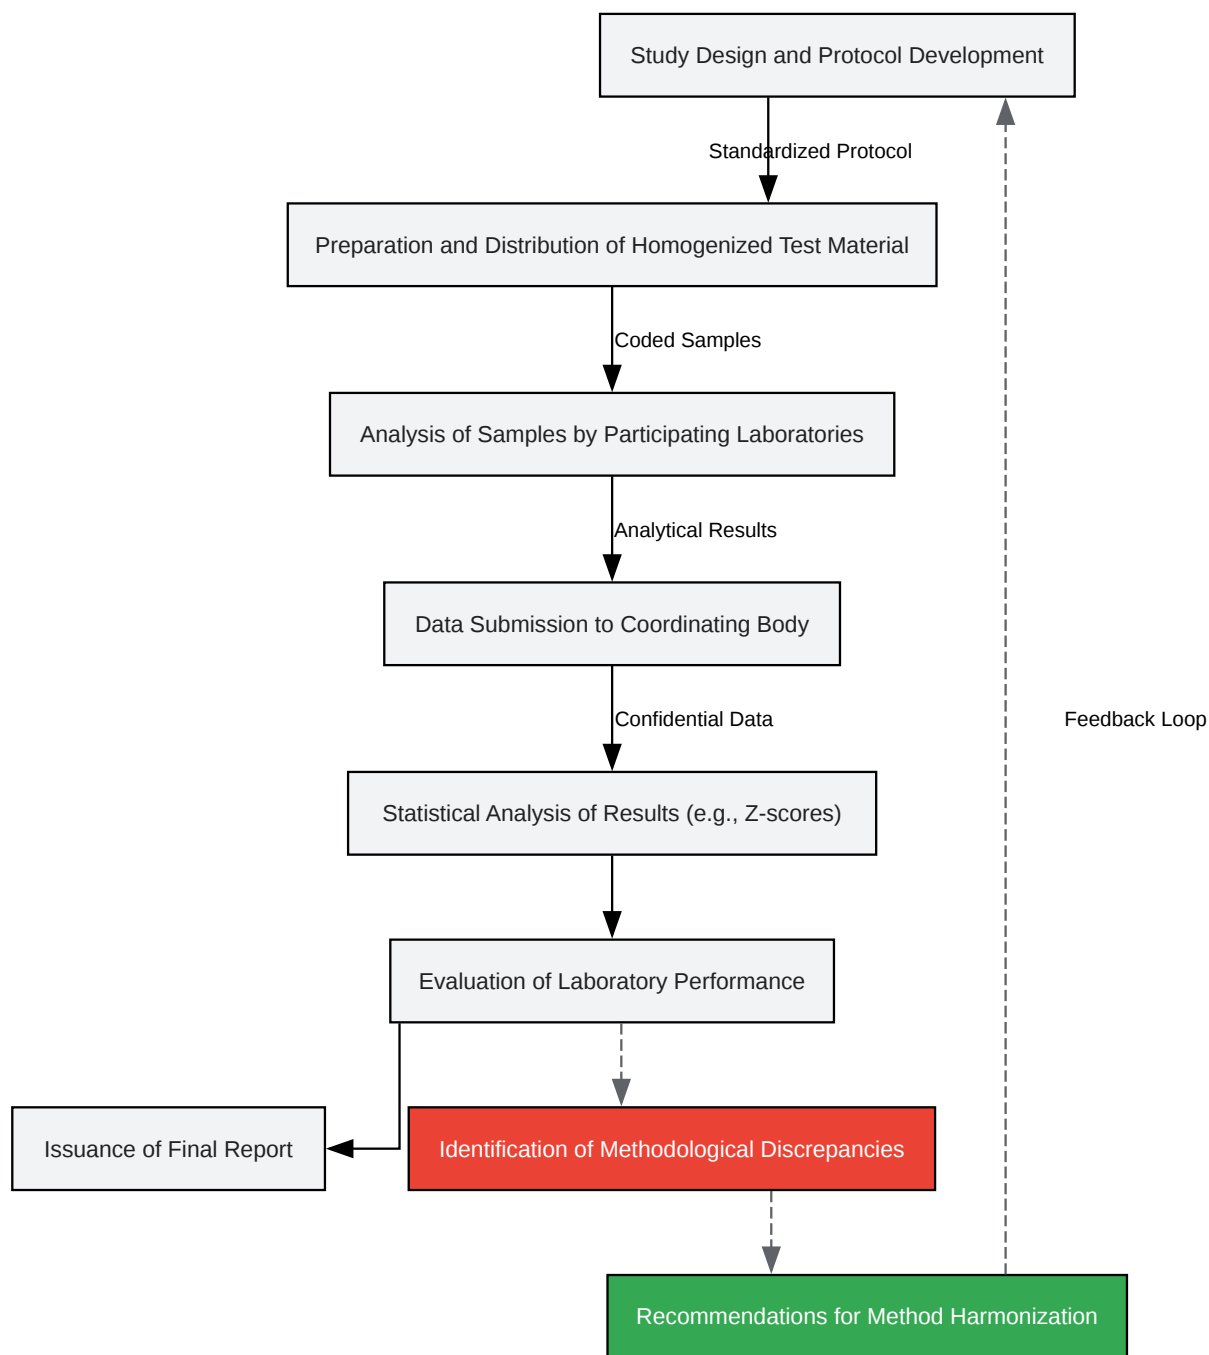 Study Design and Protocol Development
Standardized Protocol
Preparation and Distribution of Homogenized Test Material
Coded Samples
Analysis of Samples by Participating Laboratories
Analytical Results
Data Submission to Coordinating Body
Confidential Data
Feedback Loop
Statistical Analysis of Results (e.g., Z-scores)
Evaluation of Laboratory Performance
Issuance of Final Report
Identification of Methodological Discrepancies
Recommendations for Method Harmonization